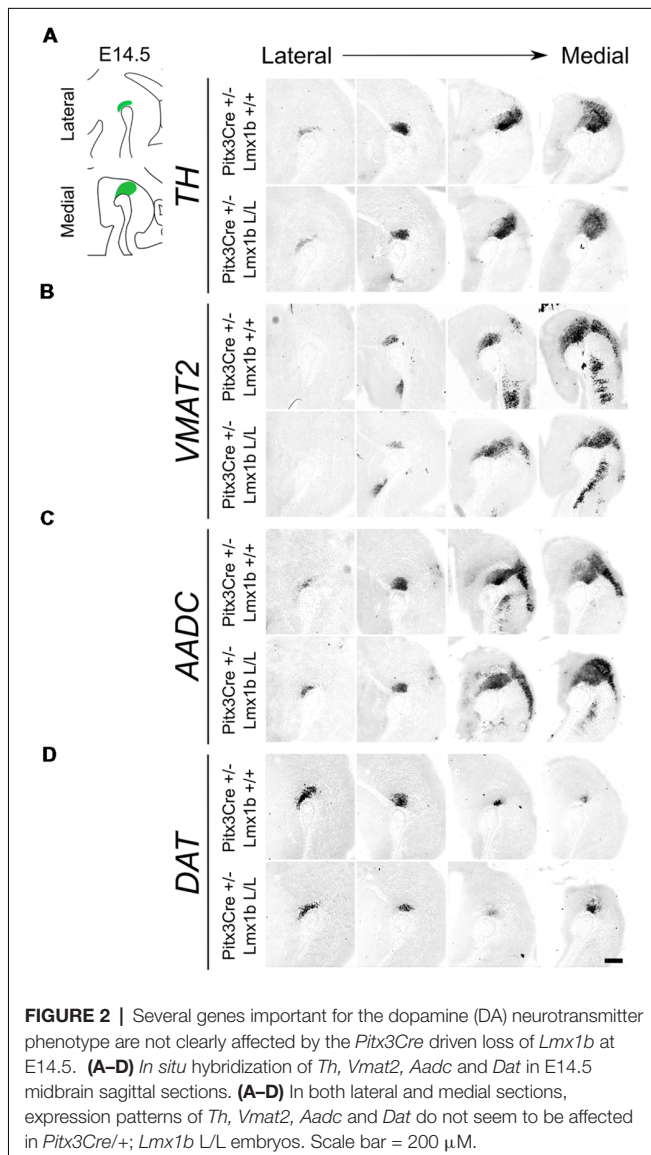 A
E14.5
Lateral
Medial
Lateral
Medial
TH
Pitx3Cre +/-
Lmx1b +/+
Pitx3Cre +/-
Lmx1b L/L
B
VMAT2
Pitx3Cre +/-
Lmx1b +/+
Pitx3Cre +/-
Lmx1b L/L
C
AADC
Pitx3Cre +/-
Lmx1b +/+
Pitx3Cre +/-
Lmx1b L/L
D
DAT
Pitx3Cre +/-
Lmx1b +/+
Pitx3Cre +/-
Lmx1b L/L
FIGURE 2 | Several genes important for the dopamine (DA) neurotransmitter
phenotype are not clearly affected by the Pitx3Cre driven loss of Lmx1b at
E14.5. (A–D) In situ hybridization of Th, Vmat2, Aadc and Dat in E14.5
midbrain sagittal sections. (A–D) In both lateral and medial sections,
expression patterns of Th, Vmat2, Aadc and Dat do not seem to be affected
in Pitx3Cre/+; Lmx1b L/L embryos. Scale bar = 200 μM.